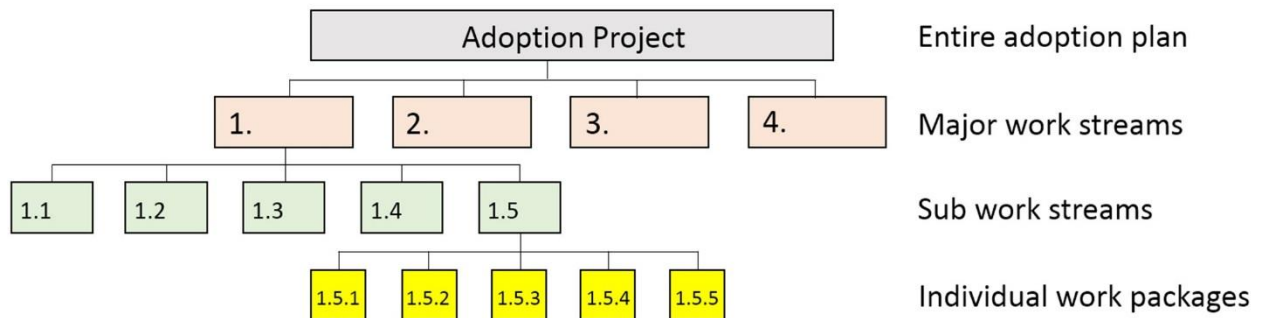 Adoption Project
Entire adoption plan
1.
2.
3.
4.
Major work streams
1.1
1.2
1.3
1.4
1.5
Sub work streams
1.5.1
1.5.2
1.5.3
1.5.4
1.5.5
Individual work packages